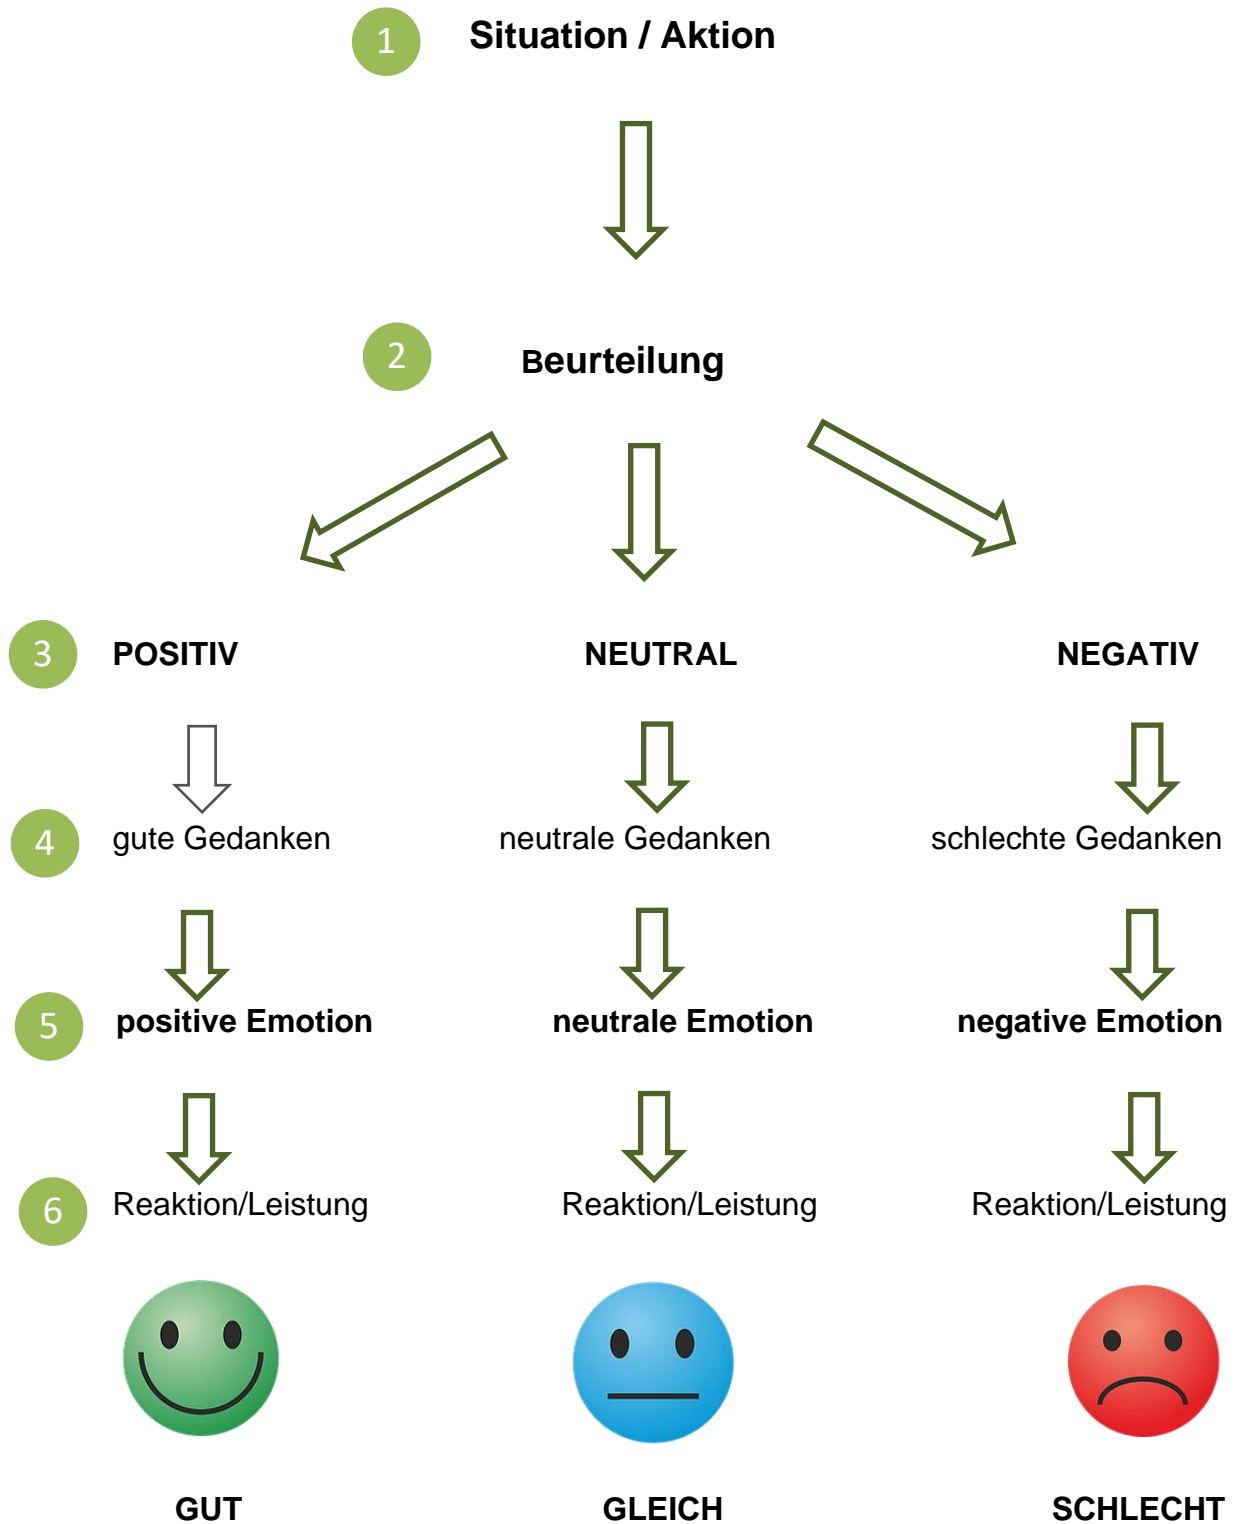 1 Situation / Aktion
2 Beurteilung
3 POSITIV NEUTRAL NEGATIV
4 gute Gedanken neutrale Gedanken schlechte Gedanken
5 positive Emotion neutrale Emotion negative Emotion
6 Reaktion/Leistung Reaktion/Leistung Reaktion/Leistung
GUT GLEICH SCHLECHT